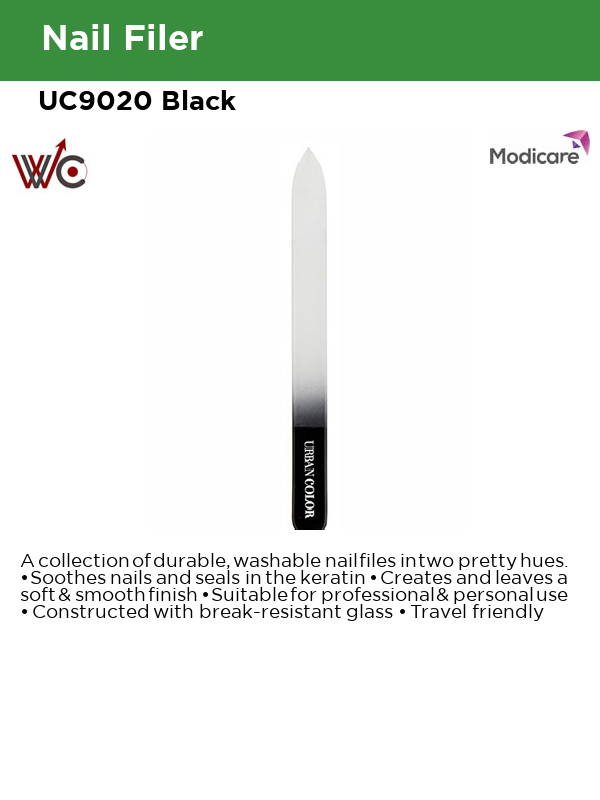 Nail Filer
UC9020 Black
WC
Modicare
URBAN COLOR
A collection of durable, washable nail files in two pretty hues.
• Soothes nails and seals in the keratin • Creates and leaves a
soft & smooth finish • Suitable for professional & personal use
• Constructed with break-resistant glass • Travel friendly